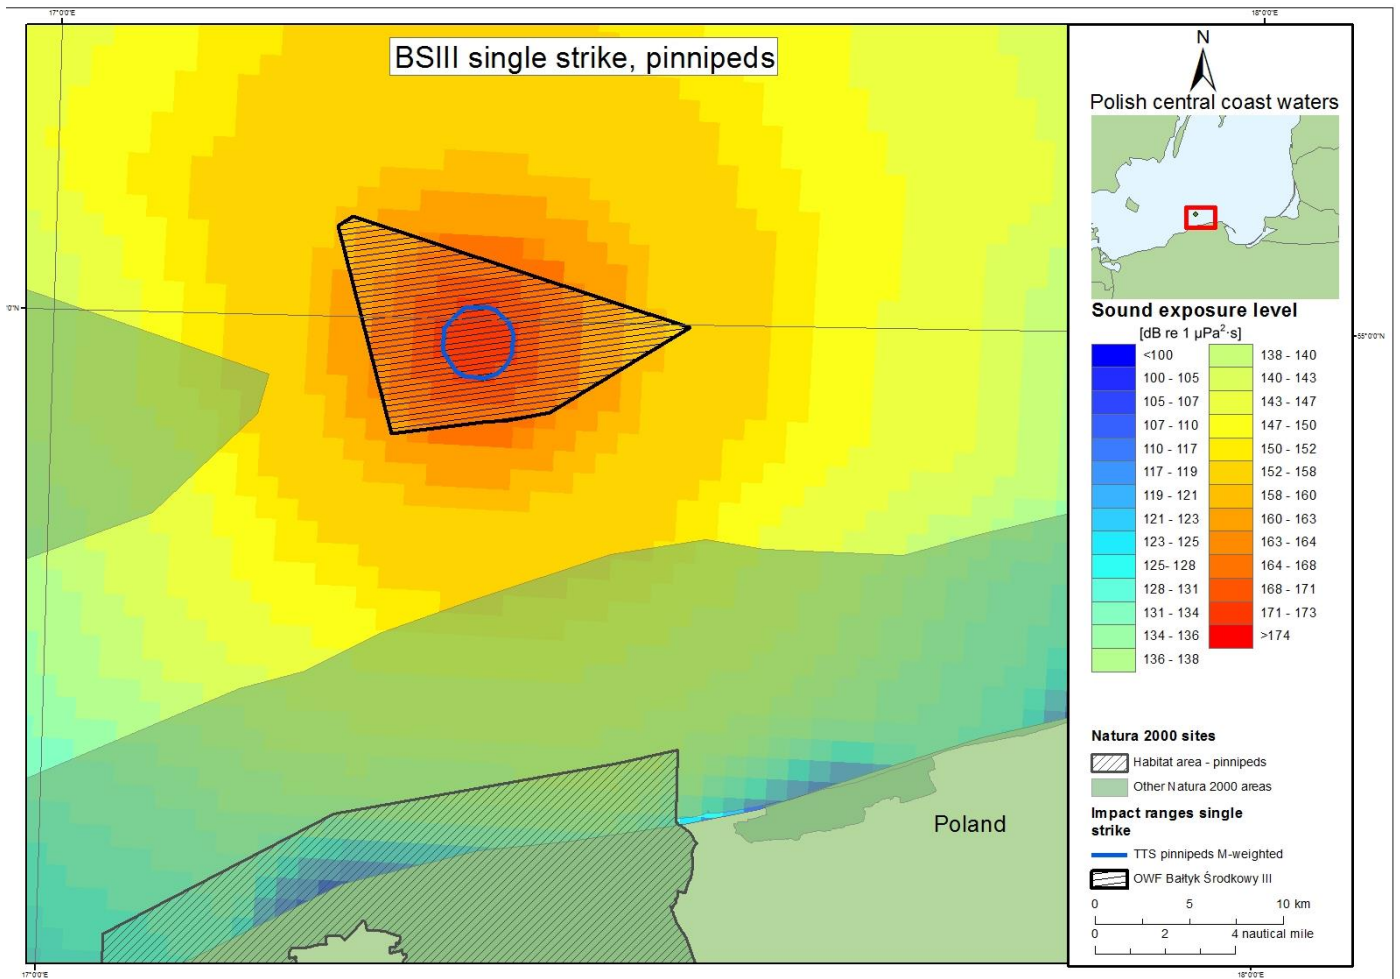 17°0'0"E
18°0'0"E
BSIII single strike, pinnipeds
N
Polish central coast waters
Sound exposure level
[dB re 1 µPa²·s]
<100
100 - 105
105 - 107
107 - 110
110 - 117
117 - 119
119 - 121
121 - 123
123 - 125
125- 128
128 - 131
131 - 134
134 - 136
136 - 138
138 - 140
140 - 143
143 - 147
147 - 150
150 - 152
152 - 158
158 - 160
160 - 163
163 - 164
164 - 168
168 - 171
171 - 173
>174
'0"N
55°0'0"N
Natura 2000 sites
Habitat area - pinnipeds
Other Natura 2000 areas
Impact ranges single
strike
TTS pinnipeds M-weighted
OWF Bałtyk Środkowy III
0 5 10 km
0 2 4 nautical mile
Poland
17°0'0"E
18°0'0"E